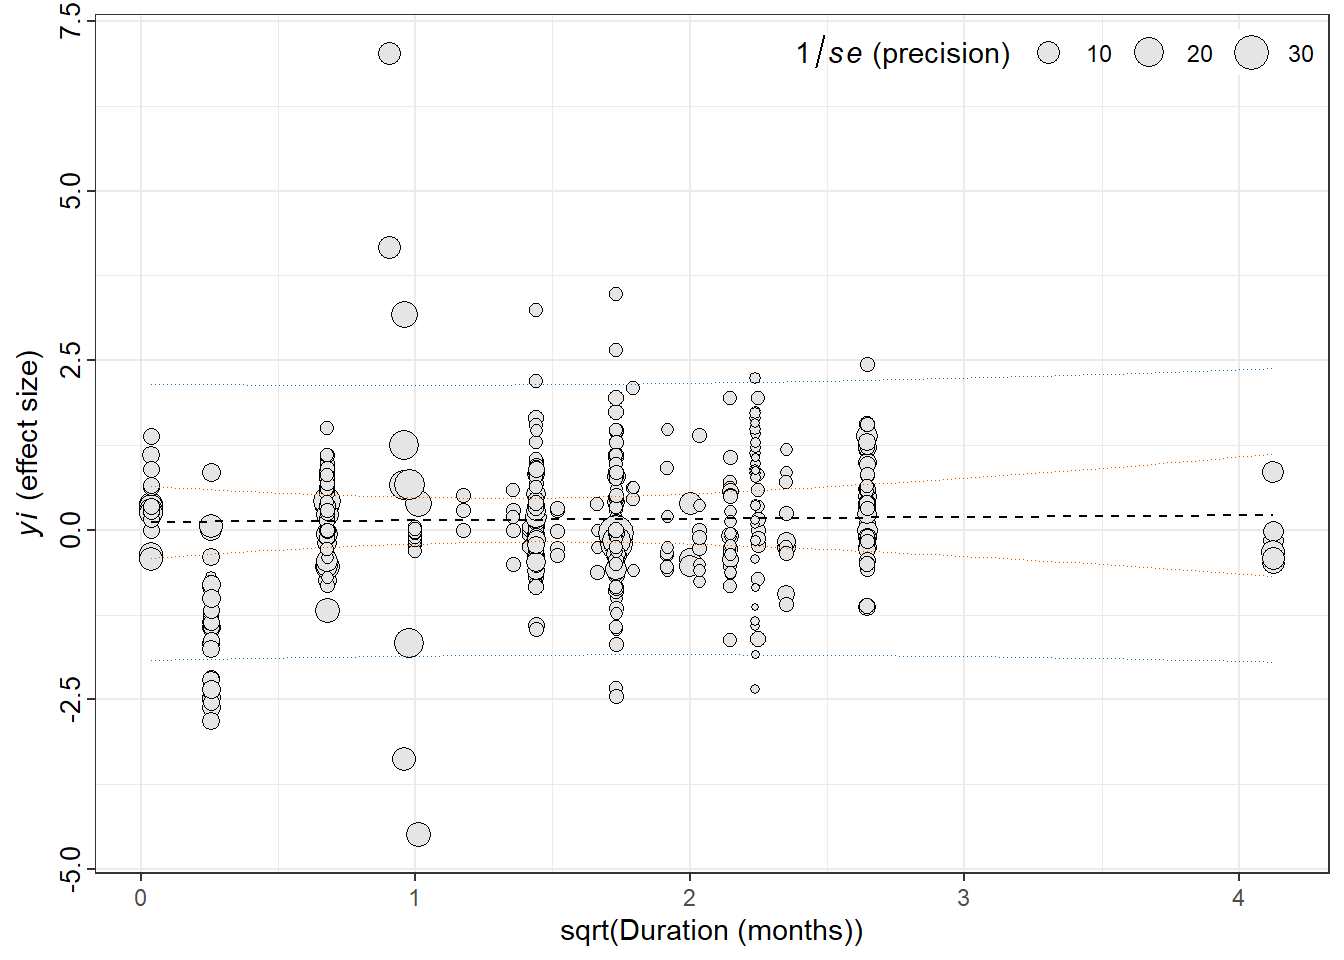 1/se (precision) 10 20 30
7.5
5.0
2.5
0.0
-2.5
-5.0
yi (effect size)
0 1 2 3 4
sqrt(Duration (months))